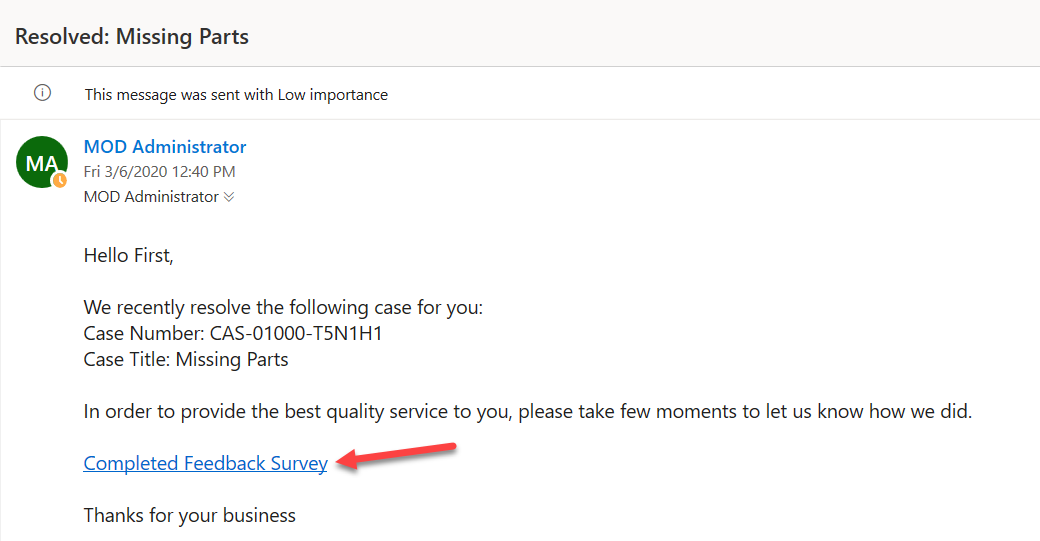 Resolved: Missing Parts
This message was sent with Low importance
MA
MOD Administrator
Fri 3/6/2020 12:40 PM
MOD Administrator
Hello First,
We recently resolve the following case for you:
Case Number: CAS-01000-T5N1H1
Case Title: Missing Parts
In order to provide the best quality service to you, please take few moments to let us know how we did.
Completed Feedback Survey
Thanks for your business